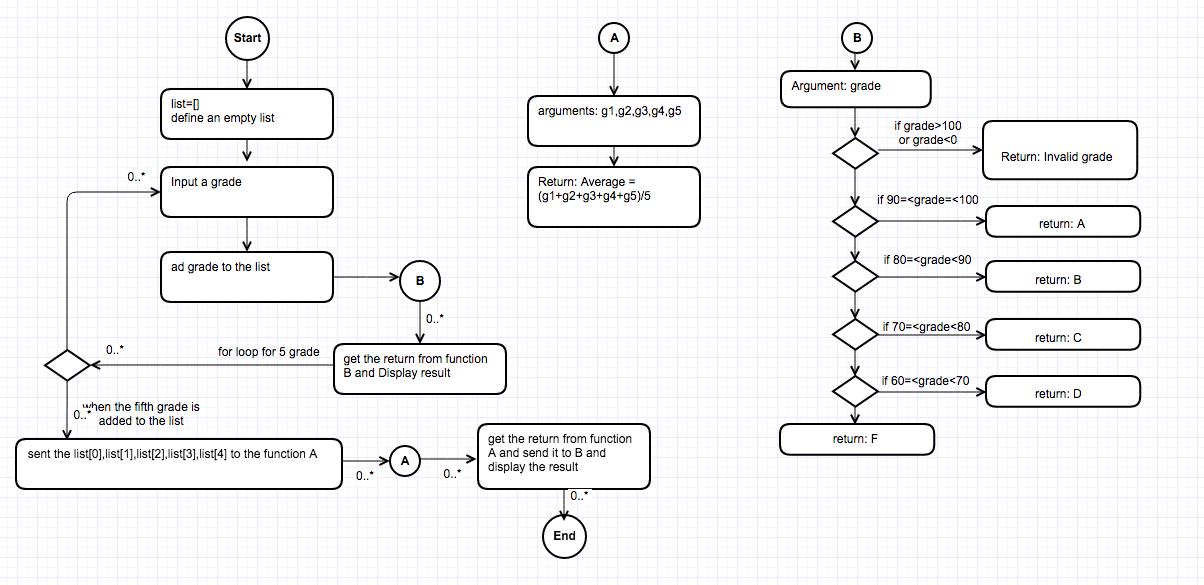 Start
list=[]
define an empty list
0..*
Input a grade
ad grade to the list
B
0..*
0..*
for loop for 5 grade
get the return from function
B and Display result
when the fifth grade is
added to the list
0..*
sent the list[0],list[1],list[2],list[3],list[4] to the function A
0..*
A
0..*
get the return from function
A and send it to B and
display the result
0..*
End
A
arguments: g1,g2,g3,g4,g5
Return: Average =
(g1+g2+g3+g4+g5)/5
B
Argument: grade
if grade>100
or grade<0
Return: Invalid grade
if 90=<grade=<100
return: A
if 80=<grade<90
return: B
if 70=<grade<80
return: C
if 60=<grade<70
return: D
return: F